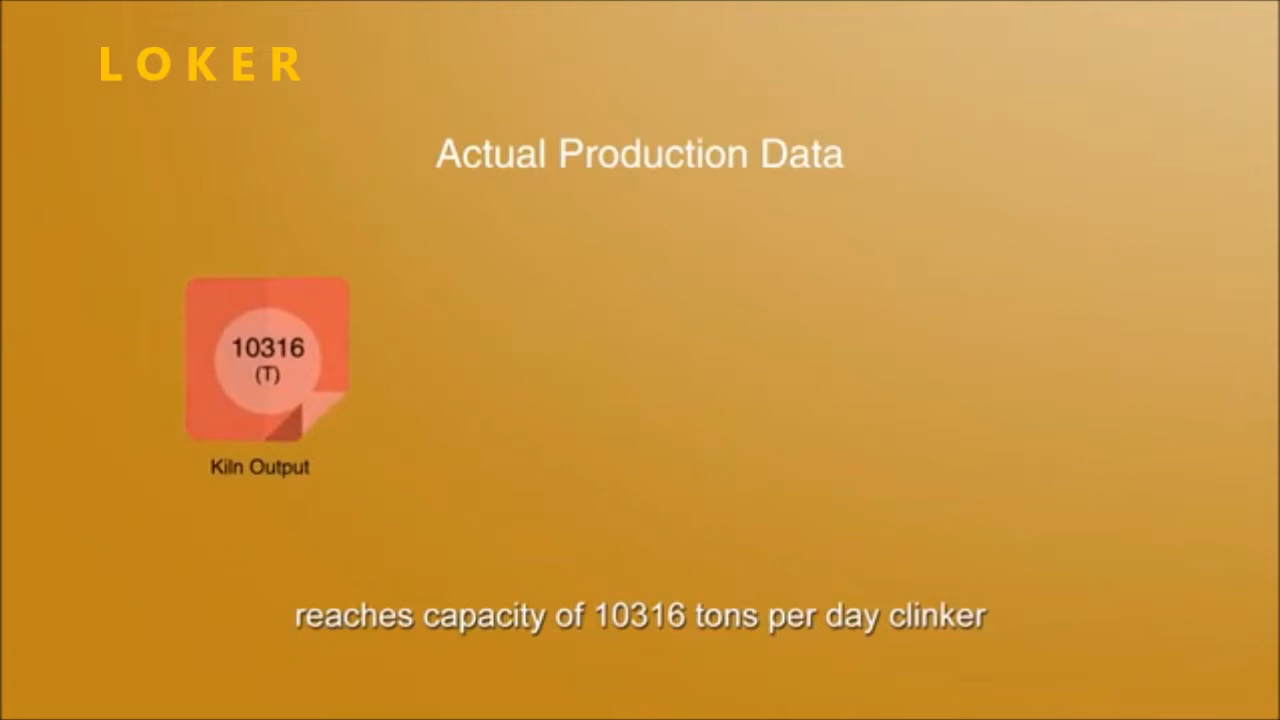 LOKER
Actual Production Data
10316
(T)
Kiln Output
reaches capacity of 10316 tons per day clinker